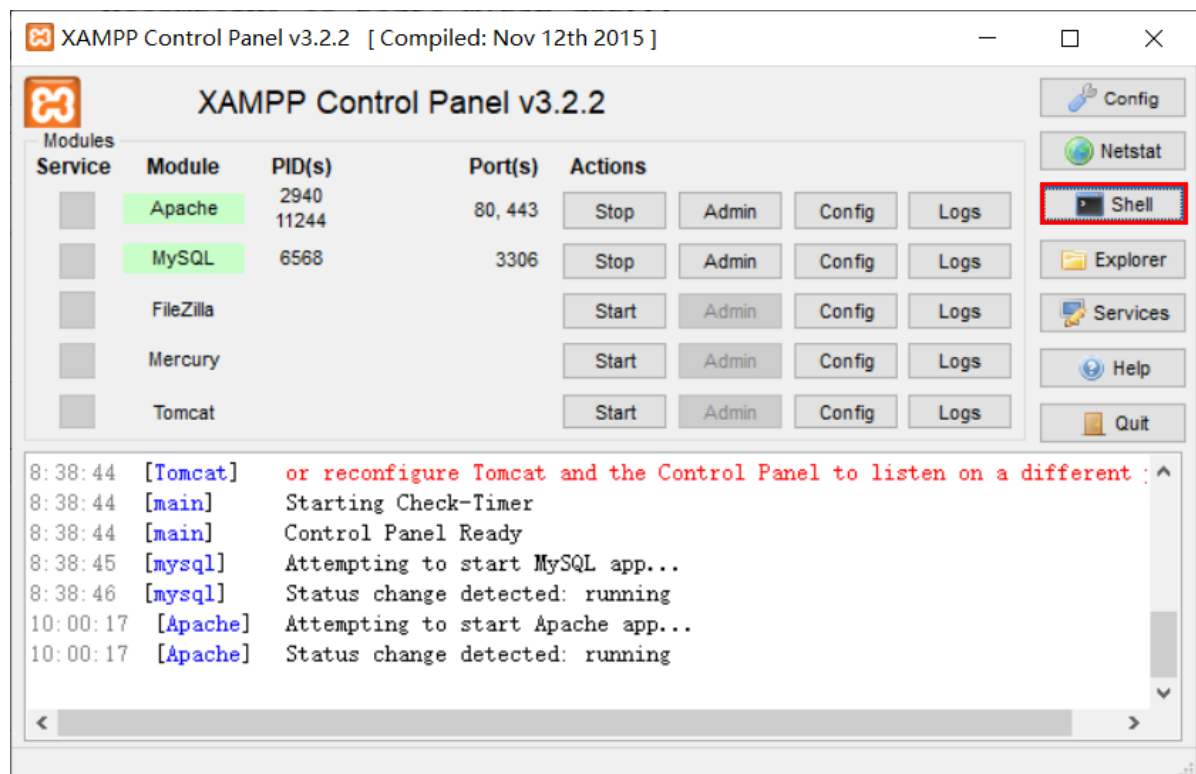 XAMPP Control Panel v3.2.2 [ Compiled: Nov 12th 2015 ]
XAMPP Control Panel v3.2.2
Config
Modules
Service Module PID(s) Port(s) Actions
Netstat
Apache 2940 11244 80, 443 Stop Admin Config Logs
Shell
MySQL 6568 3306 Stop Admin Config Logs
Explorer
FileZilla Start Admin Config Logs
Services
Mercury Start Admin Config Logs
Help
Tomcat Start Admin Config Logs
Quit
8:38:44 [Tomcat] or reconfigure Tomcat and the Control Panel to listen on a different
8:38:44 [main] Starting Check-Timer
8:38:44 [main] Control Panel Ready
8:38:45 [mysql] Attempting to start MySQL app...
8:38:46 [mysql] Status change detected: running
10:00:17 [Apache] Attempting to start Apache app...
10:00:17 [Apache] Status change detected: running